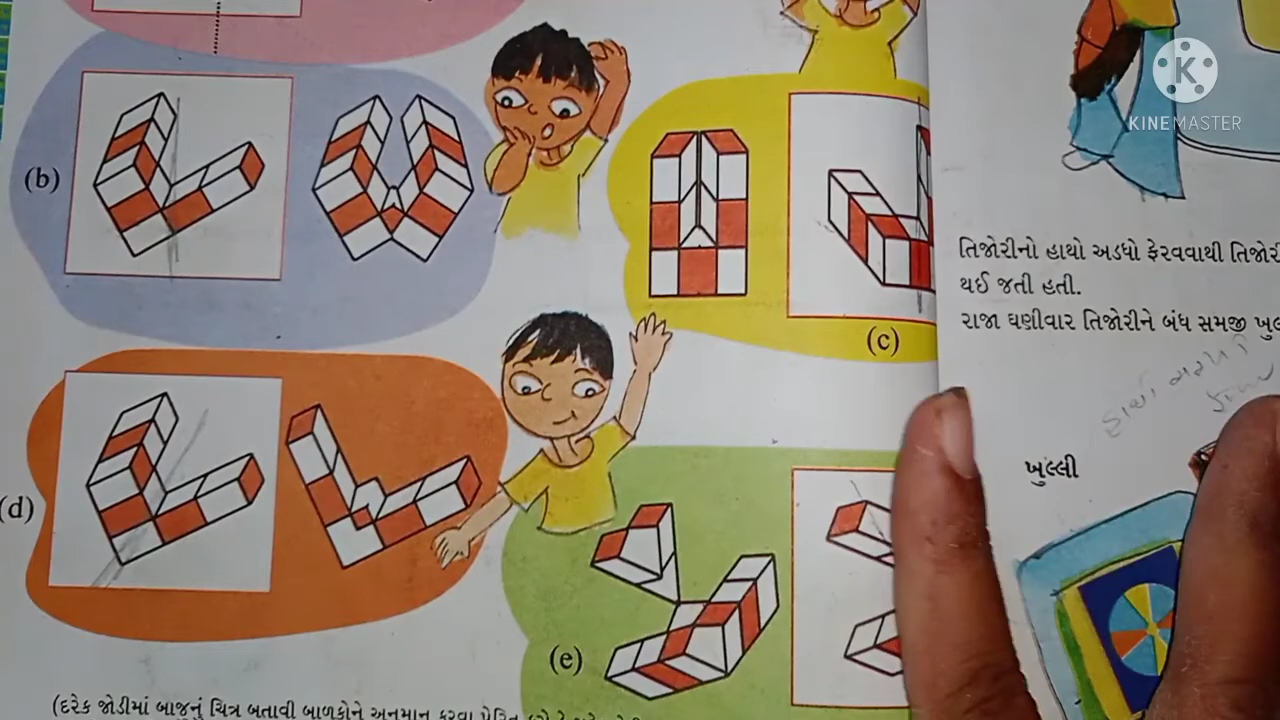 (b)
(c)
(d)
(e)
KINEMASTER
તિજોરીનો હાથો અડધો ફેરવવાથી તિજોરી
થઈ જતી હતી.
રાજા ઘણીવાર તિજોરીને બંધ સમજી
ખુલ્લી
(દરેક જોડીમાં બાજુનું ચિત્ર બતાવી બાળકોને અનુમાન કરવા